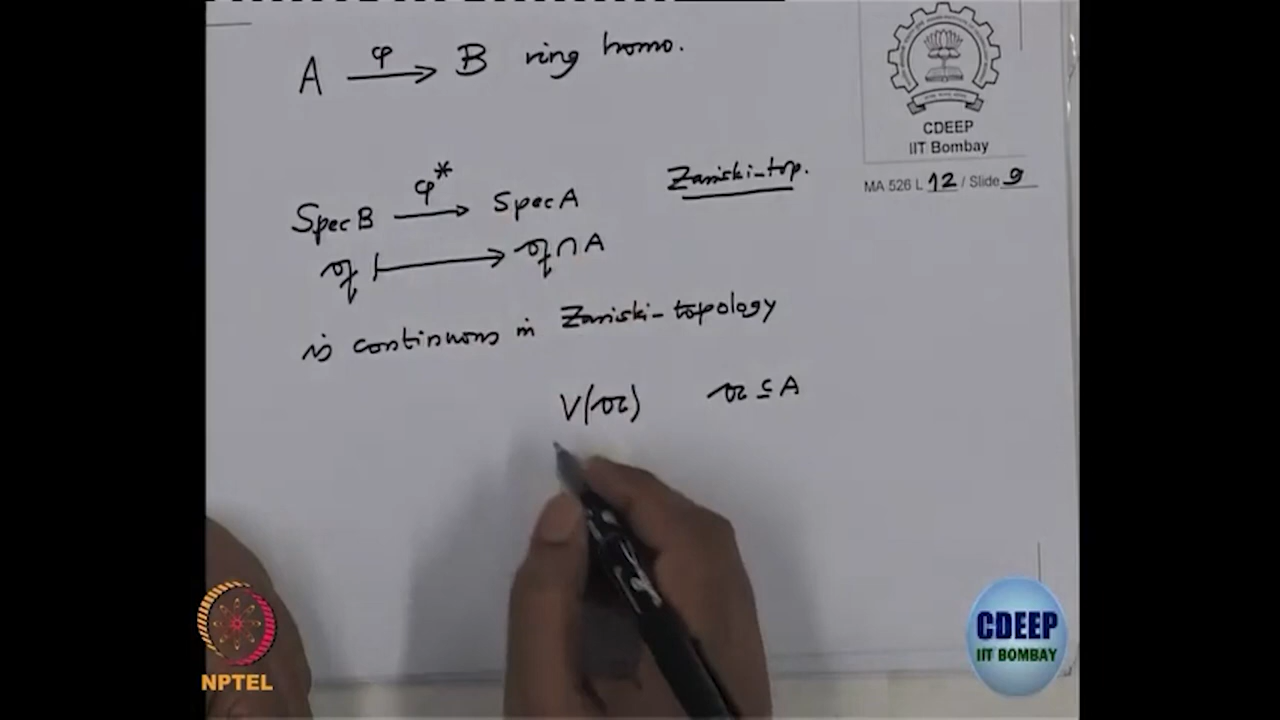 A —φ→ B ring homo.
CDEEP
IIT Bombay
MA 526 L 12 / Slide 9
Zariski-top.
Spec B —φ*→ Spec A
𝔮 ↦ 𝔮 ∩ A
is continuous in Zariski-topology
V(𝔞) 𝔞 ⊆ A
NPTEL
CDEEP
IIT BOMBAY